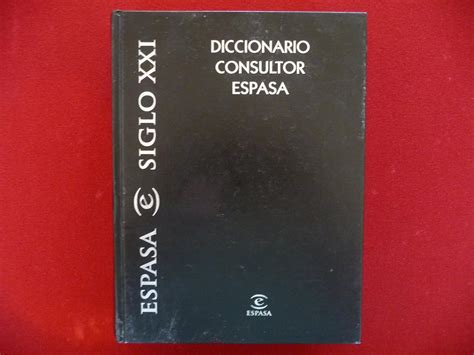 DICCIONARIO
CONSULTOR
ESPASA
ESPASA e SIGLO XXI
e
ESPASA